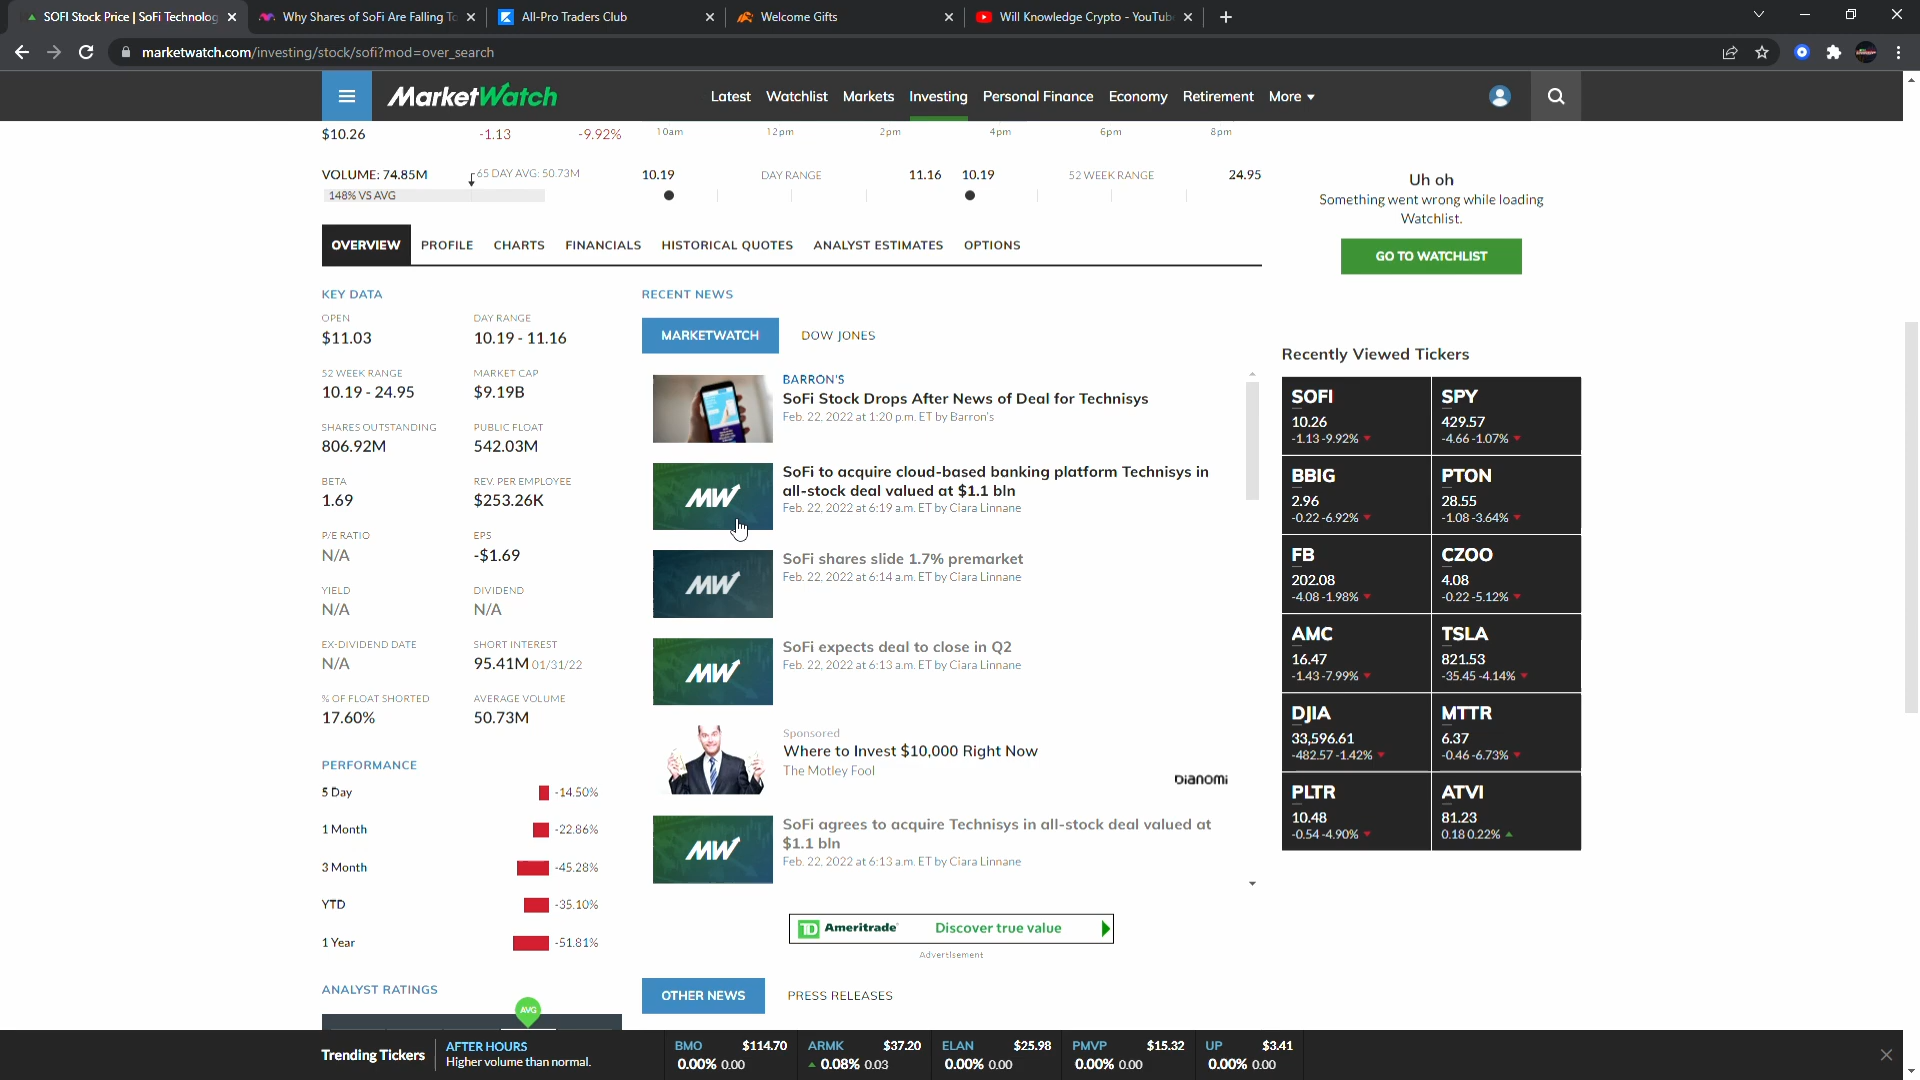 SOFI Stock Price | SoFi Technolog
Why Shares of SoFi Are Falling To
All-Pro Traders Club
Welcome Gifts
Will Knowledge Crypto - YouTub
marketwatch.com/investing/stock/sofi?mod=over_search
MarketWatch
Latest Watchlist Markets Investing Personal Finance Economy Retirement More
$10.26 -1.13 -9.92%
10am 12pm 2pm 4pm 6pm 8pm
VOLUME: 74.85M 65 DAY AVG: 50.73M
148% VS AVG
10.19 DAY RANGE 11.16
10.19 52 WEEK RANGE 24.95
Uh oh
Something went wrong while loading
Watchlist.
GO TO WATCHLIST
OVERVIEW PROFILE CHARTS FINANCIALS HISTORICAL QUOTES ANALYST ESTIMATES OPTIONS
KEY DATA
OPEN DAY RANGE
$11.03 10.19 - 11.16
52 WEEK RANGE MARKET CAP
10.19 - 24.95 $9.19B
SHARES OUTSTANDING PUBLIC FLOAT
806.92M 542.03M
BETA REV. PER EMPLOYEE
1.69 $253.26K
P/E RATIO EPS
N/A -$1.69
YIELD DIVIDEND
N/A N/A
EX-DIVIDEND DATE SHORT INTEREST
N/A 95.41M 01/31/22
% OF FLOAT SHORTED AVERAGE VOLUME
17.60% 50.73M
PERFORMANCE
5 Day -14.50%
1 Month -22.86%
3 Month -45.28%
YTD -35.10%
1 Year -51.81%
ANALYST RATINGS
AVG
RECENT NEWS
MARKETWATCH DOW JONES
BARRON'S
SoFi Stock Drops After News of Deal for Technisys
Feb. 22, 2022 at 1:20 p.m. ET by Barron's
MW
SoFi to acquire cloud-based banking platform Technisys in
all-stock deal valued at $1.1 bln
Feb. 22, 2022 at 6:19 a.m. ET by Ciara Linnane
MW
SoFi shares slide 1.7% premarket
Feb. 22, 2022 at 6:14 a.m. ET by Ciara Linnane
MW
SoFi expects deal to close in Q2
Feb. 22, 2022 at 6:13 a.m. ET by Ciara Linnane
Sponsored
Where to Invest $10,000 Right Now
The Motley Fool
bianomi
MW
SoFi agrees to acquire Technisys in all-stock deal valued at
$1.1 bln
Feb. 22, 2022 at 6:13 a.m. ET by Ciara Linnane
TD Ameritrade Discover true value
Advertisement
OTHER NEWS PRESS RELEASES
Recently Viewed Tickers
SOFI SPY
10.26 429.57
-1.13 -9.92% -4.66 -1.07%
BBIG PTON
2.96 28.55
-0.22 -6.92% -1.08 -3.64%
FB CZOO
202.08 4.08
-4.08 -1.98% -0.22 -5.12%
AMC TSLA
16.47 821.53
-1.43 -7.99% -35.45 -4.14%
DJIA MTTR
33,596.61 6.37
-482.57 -1.42% -0.46 -6.73%
PLTR ATVI
10.48 81.23
-0.54 -4.90% 0.18 0.22%
Trending Tickers
AFTER HOURS
Higher volume than normal.
BMO $114.70
0.00% 0.00
ARMK $37.20
0.08% 0.03
ELAN $25.98
0.00% 0.00
PMVP $15.32
0.00% 0.00
UP $3.41
0.00% 0.00